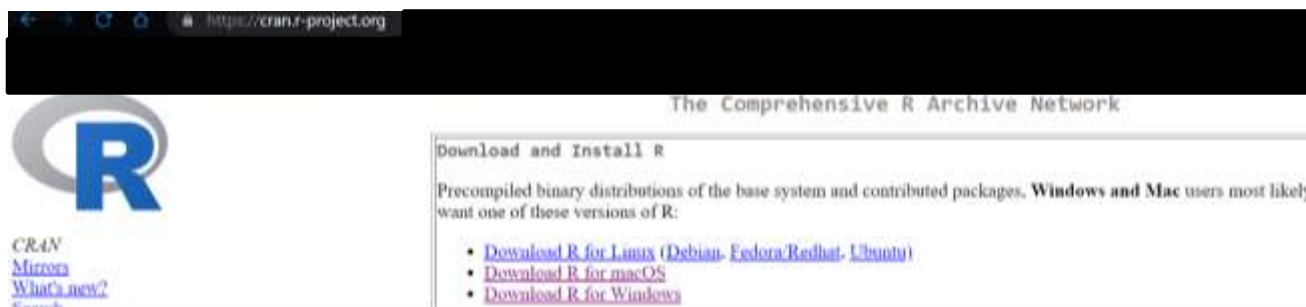 https://cran.r-project.org
The Comprehensive R Archive Network
R
Download and Install R
Precompiled binary distributions of the base system and contributed packages, Windows and Mac users most likely
want one of these versions of R:
CRAN
Mirrors
What's new?
Search
• Download R for Linux (Debian, Fedora/Redhat, Ubuntu)
• Download R for macOS
• Download R for Windows